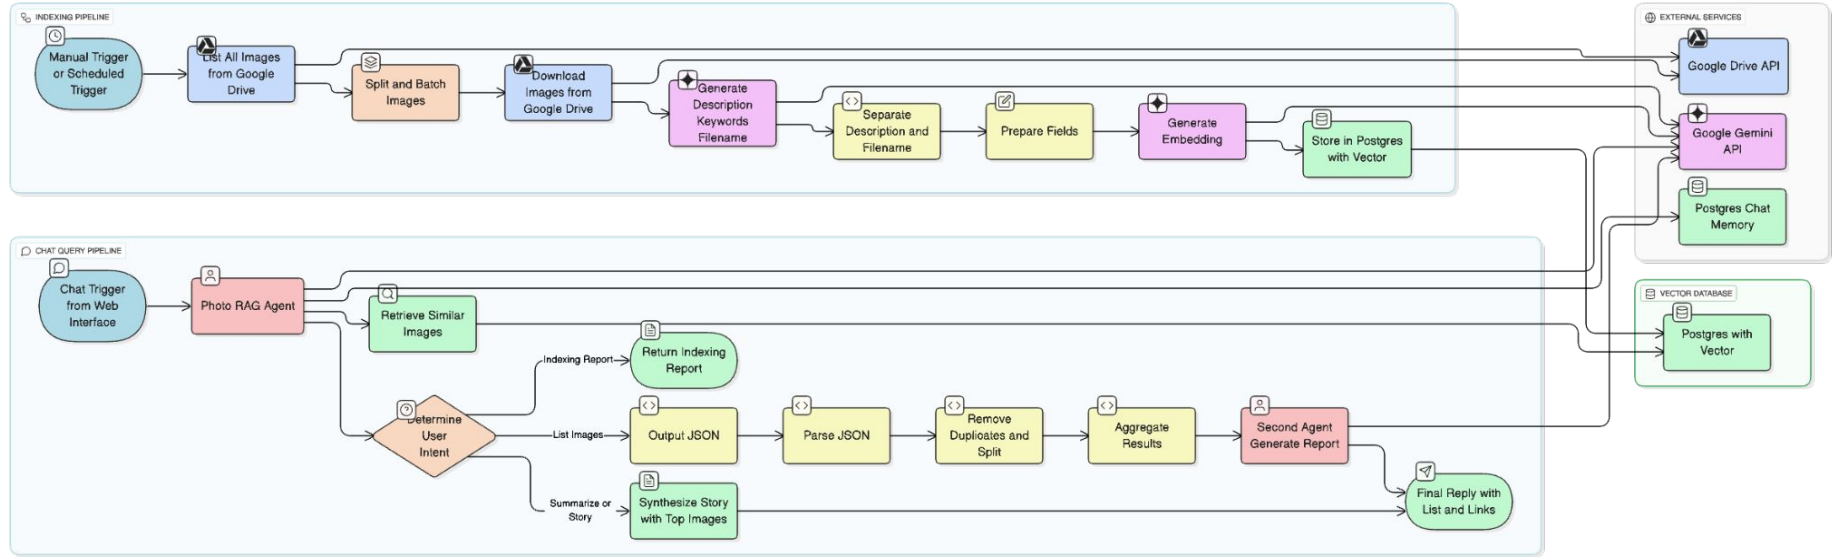 INDEXING PIPELINE
Manual Trigger
or Scheduled
Trigger
List All Images
from Google
Drive
Split and Batch
Images
Download
Images from
Google Drive
Generate
Description
Keywords
Filename
Separate
Description and
Filename
Prepare Fields
Generate
Embedding
Store in Postgres
with Vector
EXTERNAL SERVICES
Google Drive API
Google Gemini
API
Postgres Chat
Memory
VECTOR DATABASE
Postgres with
Vector
CHAT QUERY PIPELINE
Chat Trigger
from Web
Interface
Photo RAG Agent
Retrieve Similar
Images
Determine
User
Intent
Indexing Report
Return Indexing
Report
List Images
Output JSON
Parse JSON
Remove
Duplicates and
Split
Aggregate
Results
Second Agent
Generate Report
Summarize or
Story
Synthesize Story
with Top Images
Final Reply with
List and Links